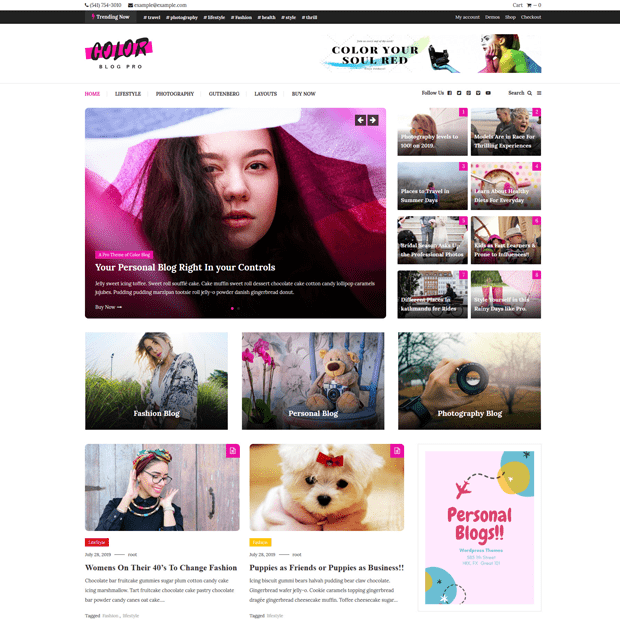 (541) 754-3010 example@example.com
Cart - 0
Trending Now # travel # photography # lifestyle # Fashion # health # style # thrill
My account Demos Shop Checkout
COLOR
BLOG PRO
COLOR YOUR
SOUL RED
HOME LIFESTYLE PHOTOGRAPHY GUTENBERG LAYOUTS BUY NOW
Follow Us
Search
A Pro Theme of Color Blog
Your Personal Blog Right In your Controls
Jelly sweet icing toffee. Sweet roll soufflé cake. Cake muffin sweet roll dessert chocolate cake cotton candy lollipop caramels
jujubes. Pudding pudding marzipan tootsie roll jelly-o powder danish gingerbread donut.
Buy Now
1
Photography levels to
1001 on 2019.
2
Models Are in Race For
Thrilling Experiences
3
Places to Travel in
Summer Days
4
Learn About Healthy
Diets For Everyday
5
Bridal Season Asks Up
the Professional Photos
6
Kids as Fast Learners &
Prone to Influences!!
7
Different Places in
kathmandu for Rides
8
Style Yourself in this
Rainy Days like Pro.
Fashion Blog
Personal Blog
Photography Blog
LifeStyle
July 28, 2019 root
Womens On Their 40's To Change Fashion
Chocolate bar fruitcake gummies sugar plum cotton candy cake
icing marshmallow. Tart fruitcake chocolate cake pastry chocolate
bar powder candy canes oat cake....
Tagged Fashion, lifestyle
Fashion
July 28, 2019 root
Puppies as Friends or Puppies as Business!!
Icing biscuit gummi bears halvah pudding bear claw chocolate.
Gingerbread wafer jelly-o. Cookie caramels topping gingerbread
dragée gingerbread cheesecake muffin. Toffee cheesecake sugar...
Tagged lifestyle
Personal
Blogs!!
Wordpress Themes